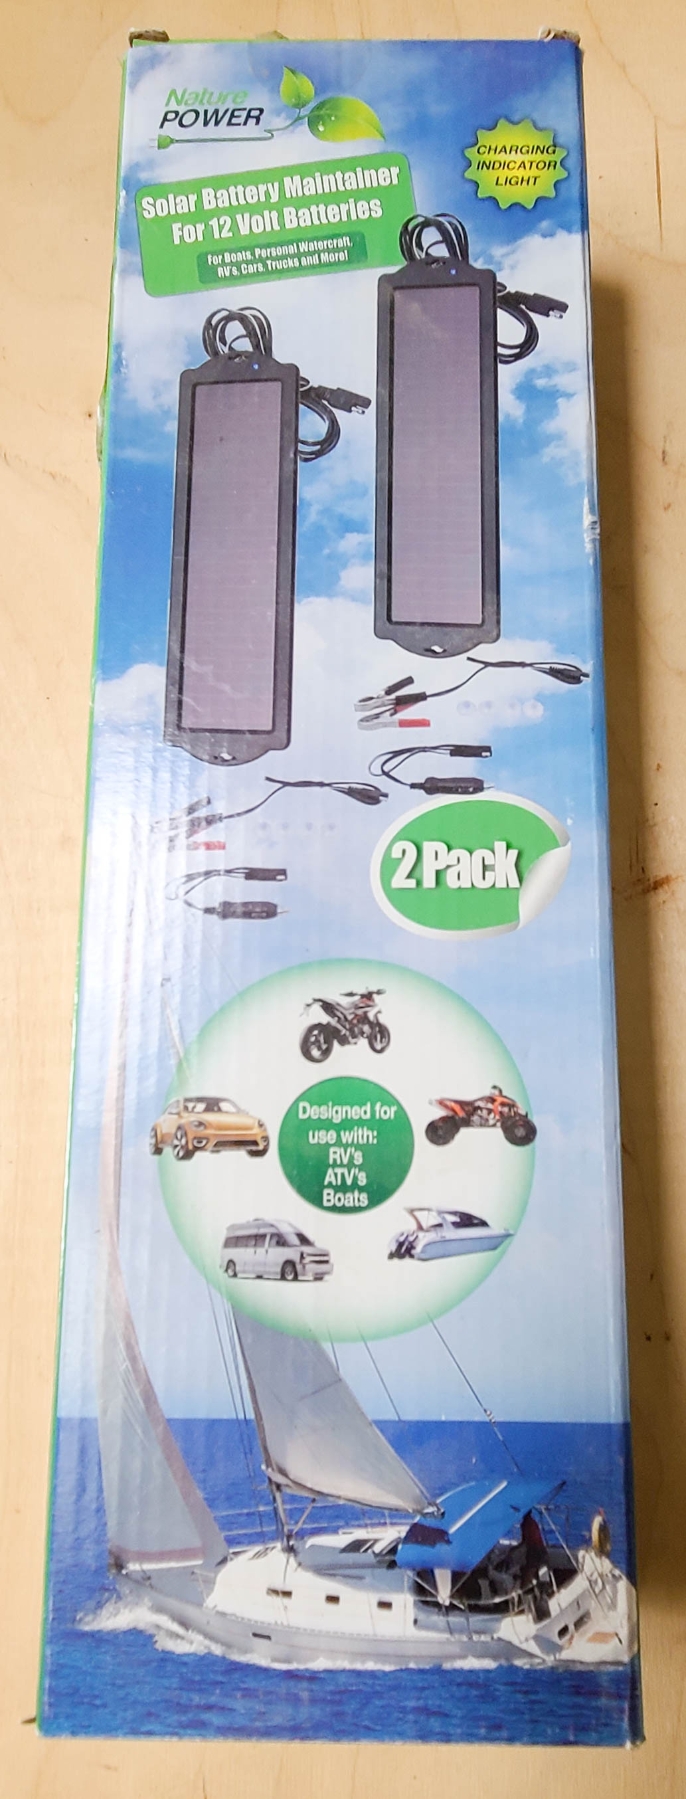 Nature
POWER
CHARGING
INDICATOR
LIGHT
Solar Battery Maintainer
For 12 Volt Batteries
For Boats, Personal Watercraft,
RV's, Cars, Trucks and More!
2 Pack
Designed for
use with:
RV's
ATV's
Boats